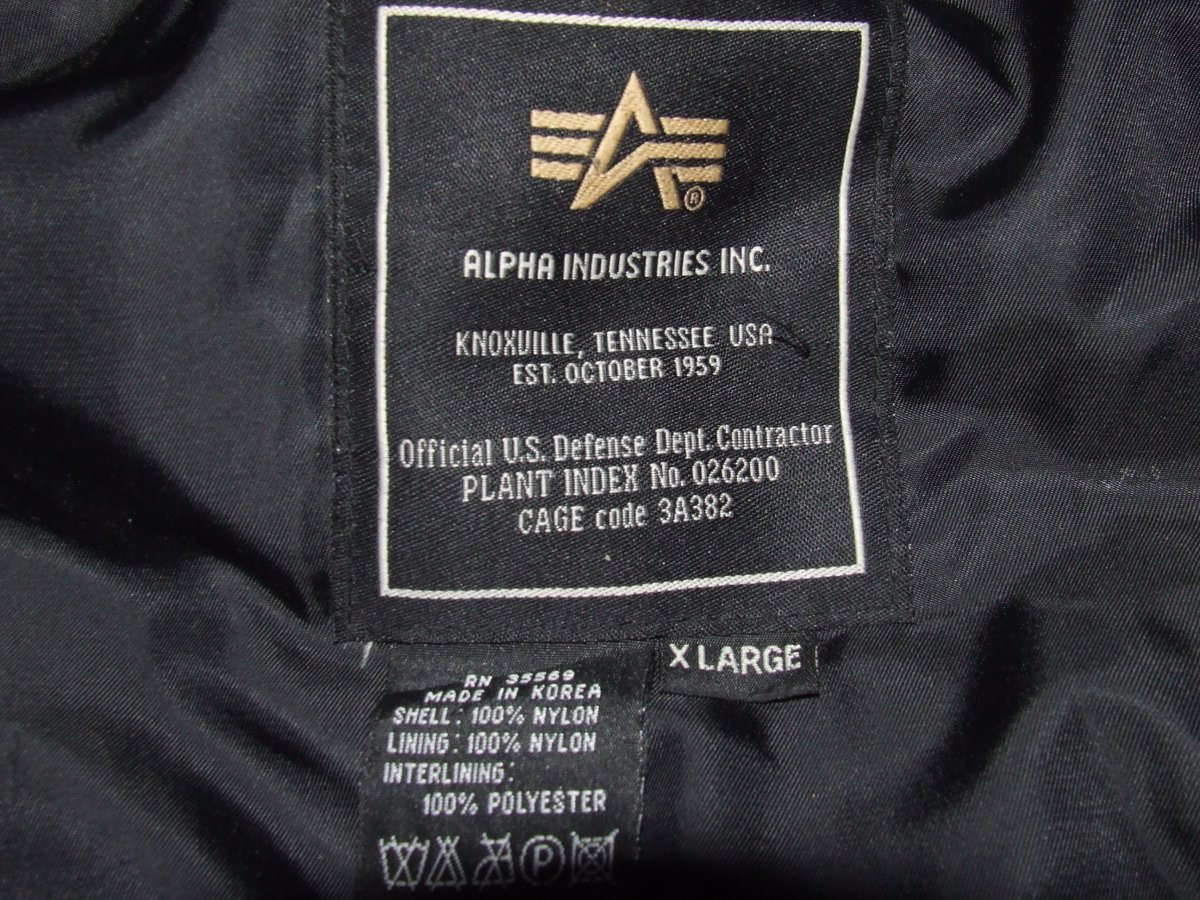 ®
ALPHA INDUSTRIES INC.
KNOXVILLE, TENNESSEE USA
EST. OCTOBER 1959
Official U.S. Defense Dept. Contractor
PLANT INDEX No. 026200
CAGE code 3A382
X LARGE
RN 35569
MADE IN KOREA
SHELL: 100% NYLON
LINING: 100% NYLON
INTERLINING:
100% POLYESTER
P